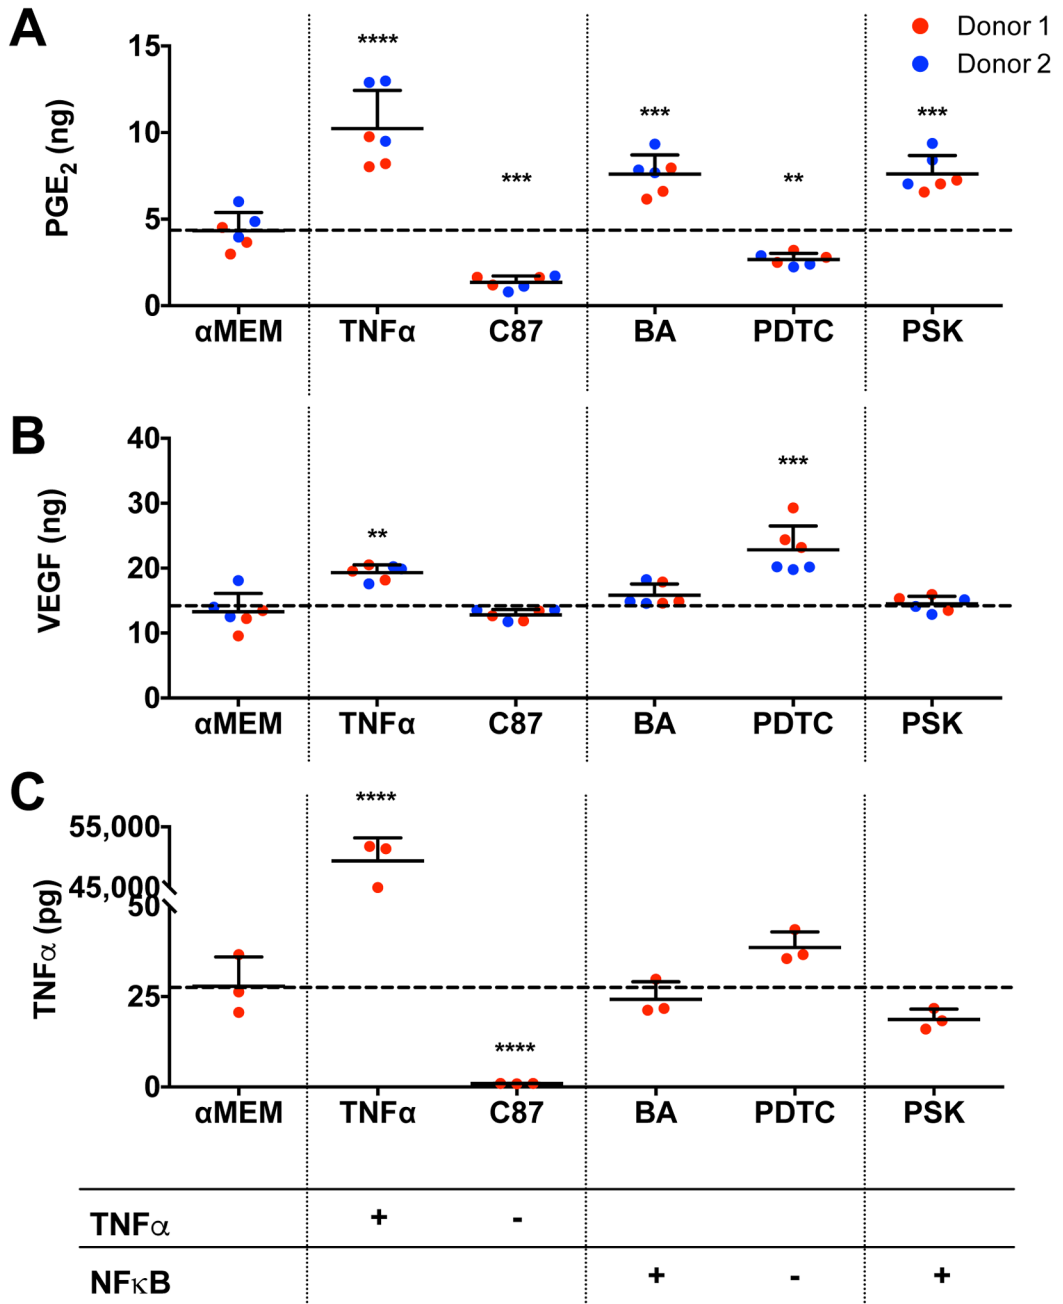 A
Donor 1
Donor 2
PGE2 (ng)
15
10
5
0
****
***
***
**
***
αMEM TNFα C87 BA PDTC PSK
B
VEGF (ng)
40
30
20
10
0
**
***
αMEM TNFα C87 BA PDTC PSK
C
TNFα (pg)
55,000
45,000
50
25
0
****
****
αMEM TNFα C87 BA PDTC PSK
TNFα + -
NFκB + - +